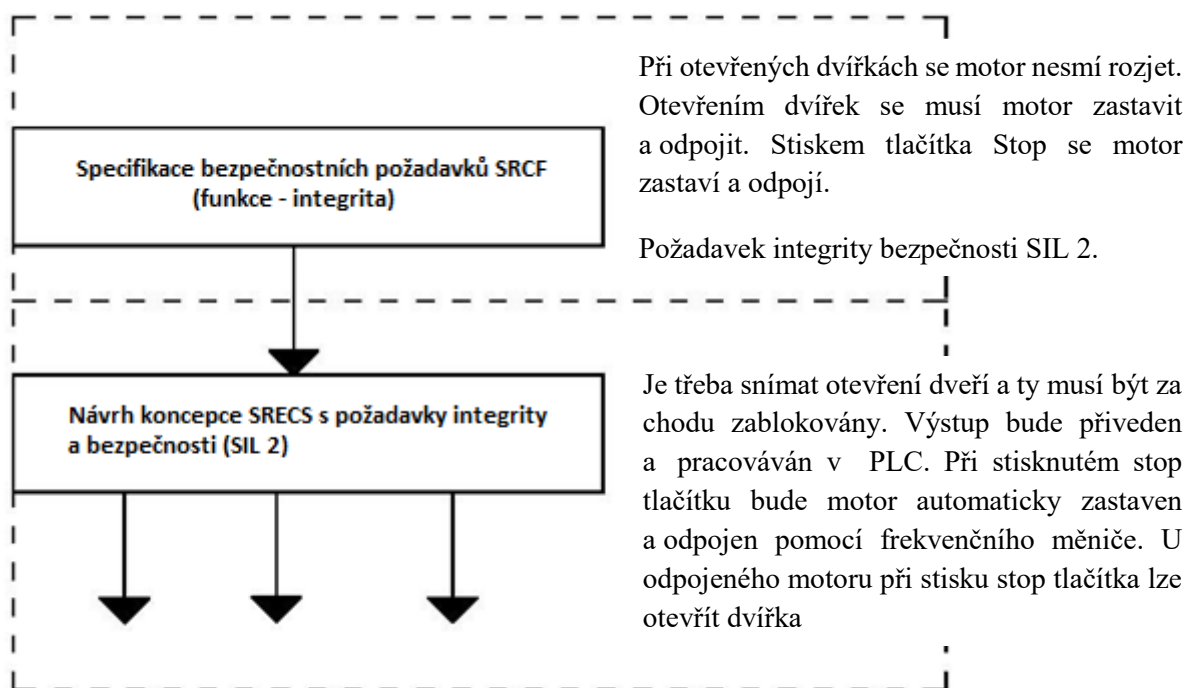 Při otevřených dvířkách se motor nesmí rozjet.
Otevřením dvířek se musí motor zastavit
a odpojit. Stiskem tlačítka Stop se motor
zastaví a odpojí.
Specifikace bezpečnostních požadavků SRCF
(funkce - integrita)
Požadavek integrity bezpečnosti SIL 2.
Je třeba snímat otevření dveří a ty musí být za
chodu zablokovány. Výstup bude přiveden
a pracováván v PLC. Při stisknutém stop
tlačítku bude motor automaticky zastaven
a odpojen pomocí frekvenčního měniče. U
odpojeného motoru při stisku stop tlačítka lze
otevřít dvířka
Návrh koncepce SRECS s požadavky integrity
a bezpečnosti (SIL 2)